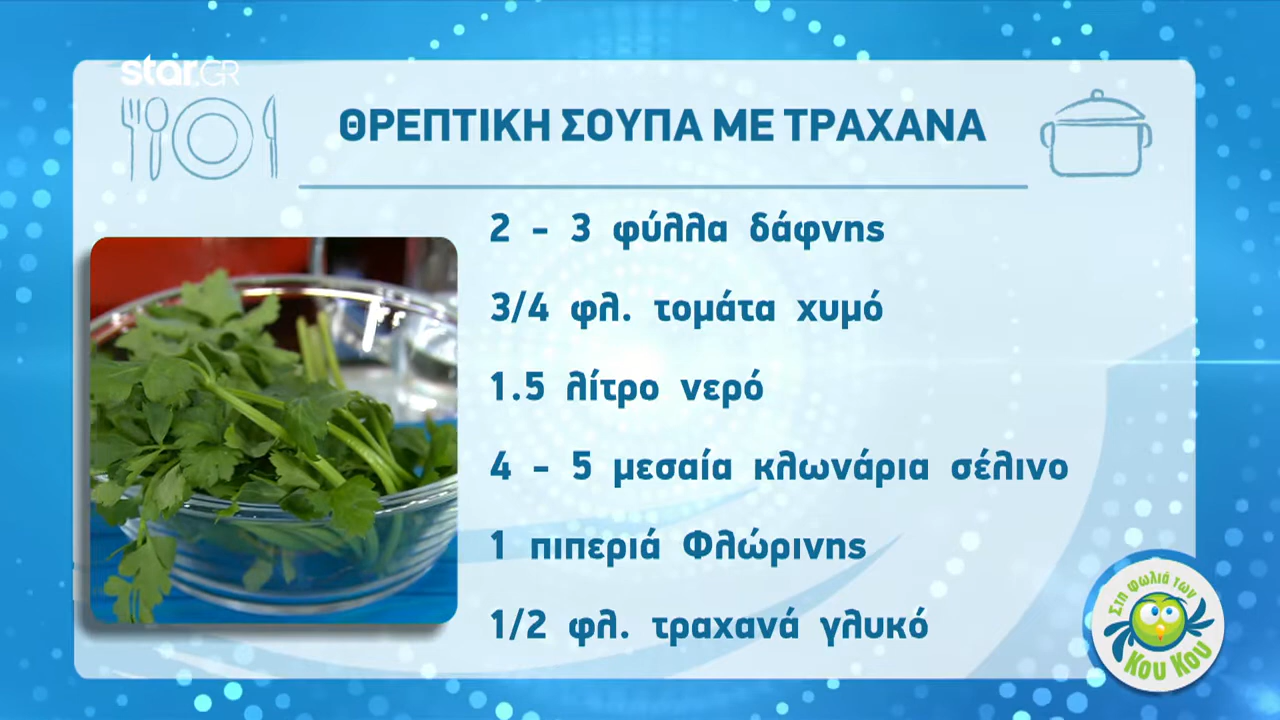 star.GR
ΘΡΕΠΤΙΚΗ ΣΟΥΠΑ ΜΕ ΤΡΑΧΑΝΑ
2 - 3 φύλλα δάφνης
3/4 φλ. τομάτα χυμό
1.5 λίτρο νερό
4 - 5 μεσαία κλωνάρια σέλινο
1 πιπεριά Φλώρινης
1/2 φλ. τραχανά γλυκό
Στη φωλιά των
Κου Κου